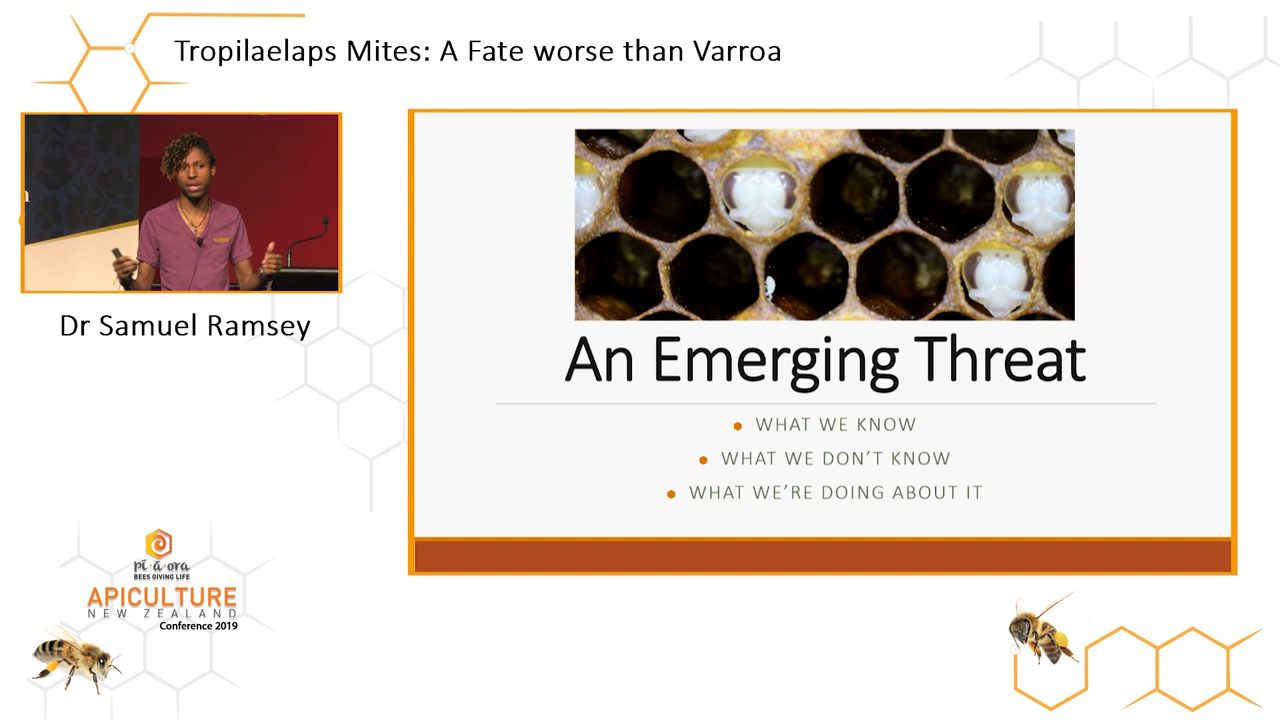 Tropilaelaps Mites: A Fate worse than Varroa
Dr Samuel Ramsey
An Emerging Threat
WHAT WE KNOW
WHAT WE DON'T KNOW
WHAT WE'RE DOING ABOUT IT
pī·ā·ora
BEES GIVING LIFE
APICULTURE
NEW ZEALAND
Conference 2019